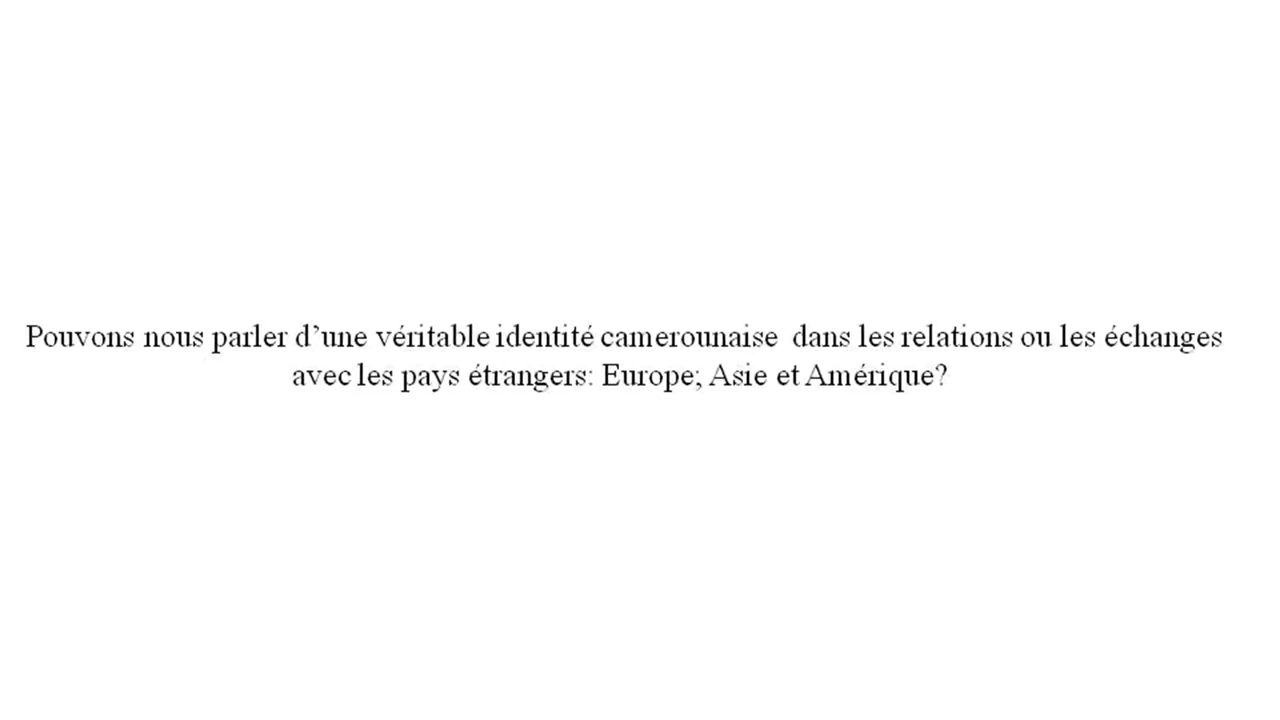 Pouvons nous parler d’une véritable identité camerounaise dans les relations ou les échanges
avec les pays étrangers: Europe; Asie et Amérique?